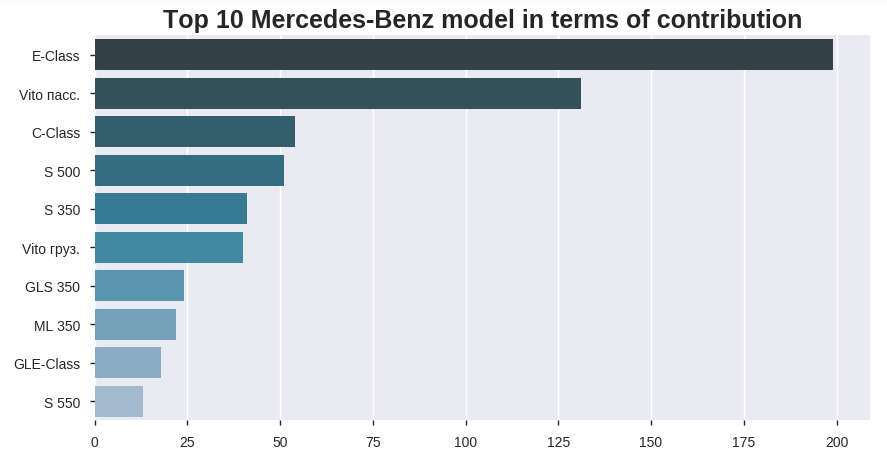 Top 10 Mercedes-Benz model in terms of contribution
E-Class
Vito пасс.
C-Class
S 500
S 350
Vito груз.
GLS 350
ML 350
GLE-Class
S 550
0 25 50 75 100 125 150 175 200